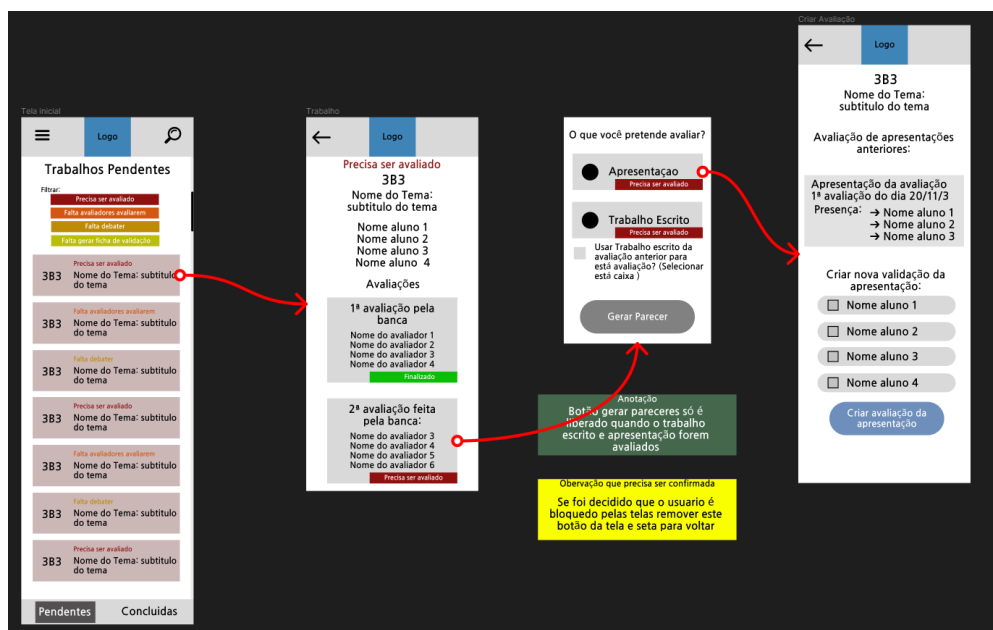 Tela Inicial
Logo
Trabalhos Pendentes
Filtrar:
Precisa ser avaliado
Falta avaliadores avaliarem
Falta debater
Falta gerar ficha de validação
Precisa ser avaliado
3B3
Nome do Tema: subtitulo
do tema
Falta avaliadores avaliarem
3B3
Nome do Tema: subtitulo
do tema
Falta debater
3B3
Nome do Tema: subtitulo
do tema
Precisa ser avaliado
3B3
Nome do Tema: subtitulo
do tema
Falta avaliadores avaliarem
3B3
Nome do Tema: subtitulo
do tema
Falta debater
3B3
Nome do Tema: subtitulo
do tema
Precisa ser avaliado
3B3
Nome do Tema: subtitulo
do tema
Pendentes
Concluidas
Trabalho
Logo
Precisa ser avaliado
3B3
Nome do Tema:
subtitulo do tema
Nome aluno 1
Nome aluno 2
Nome aluno 3
Nome aluno 4
Avaliações
1ª avaliação pela
banca
Nome do avaliador 1
Nome do avaliador 2
Nome do avaliador 3
Nome do avaliador 4
Finalizado
2ª avaliação feita
pela banca:
Nome do avaliador 3
Nome do avaliador 4
Nome do avaliador 5
Nome do avaliador 6
Precisa ser avaliado
O que você pretende avaliar?
Apresentaçao
Precisa ser avaliado
Trabalho Escrito
Precisa ser avaliado
Usar Trabalho escrito da
avaliação anterior para
está avaliação? (Selecionar
está caixa )
Gerar Parecer
Anotação
Botão gerar pareceres só é
liberado quando o trabalho
escrito e apresentação forem
avaliados
Obervação que precisa ser confirmada
Se foi decidido que o usuario é
bloquedo pelas telas remover este
botão da tela e seta para voltar
Criar Avaliação
Logo
3B3
Nome do Tema:
subtitulo do tema
Avaliação de apresentações
anteriores:
Apresentação da avaliação
1ª avaliação do dia 20/11/3
Presença: → Nome aluno 1
→ Nome aluno 2
→ Nome aluno 3
Criar nova validação da
apresentação:
Nome aluno 1
Nome aluno 2
Nome aluno 3
Nome aluno 4
Criar avaliação da
apresentação